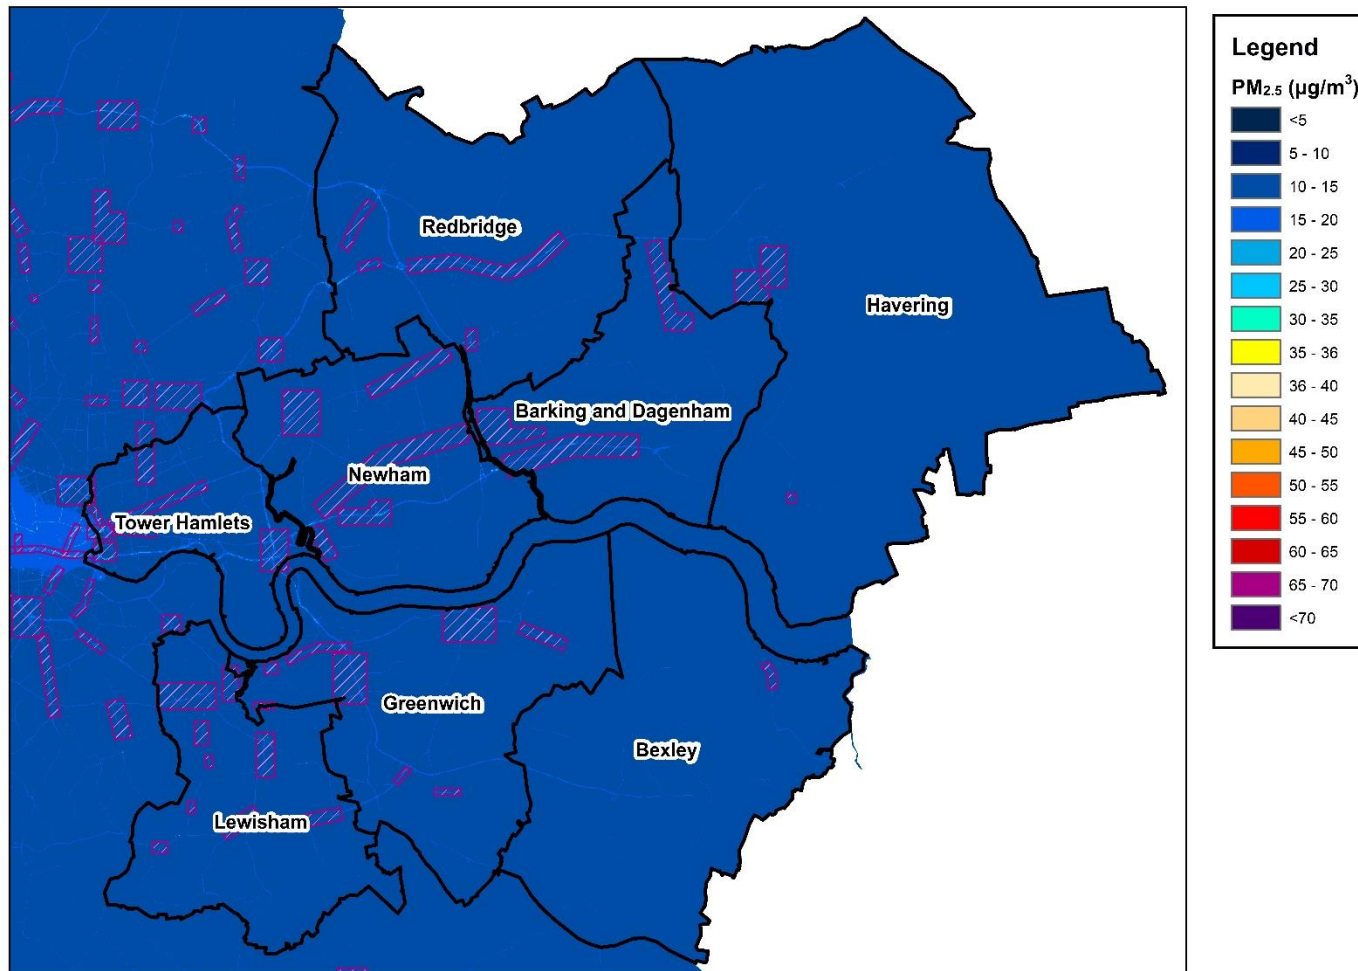 Legend
PM2.5 (µg/m³)
<5
5 - 10
10 - 15
15 - 20
20 - 25
25 - 30
30 - 35
35 - 36
36 - 40
40 - 45
45 - 50
50 - 55
55 - 60
60 - 65
65 - 70
<70
Redbridge
Havering
Barking and Dagenham
Newham
Tower Hamlets
Greenwich
Bexley
Lewisham